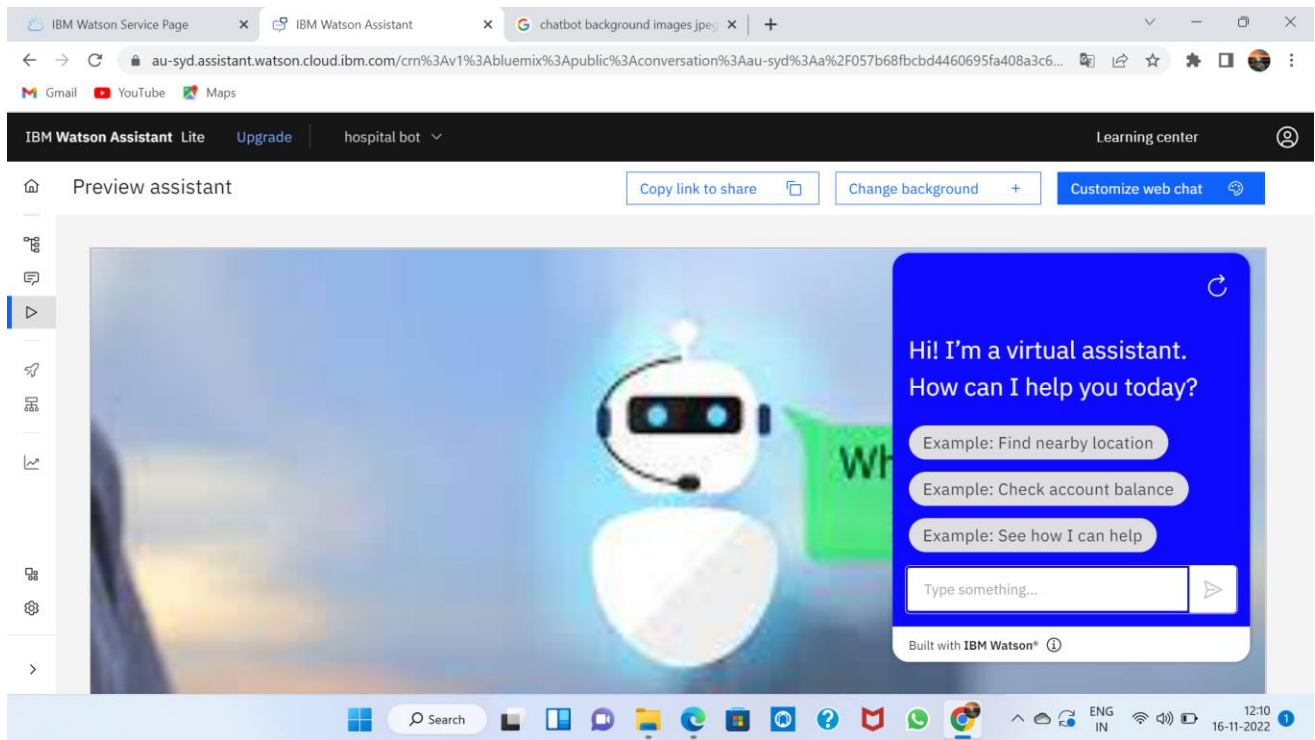 IBM Watson Service Page
IBM Watson Assistant
chatbot background images jpeg
au-syd.assistant.watson.cloud.ibm.com/crn%3Av1%3Abluemix%3Apublic%3Aconversation%3Aau-syd%3Aa%2F057b68fbcbd4460695fa408a3c6...
Gmail YouTube Maps
IBM Watson Assistant Lite Upgrade hospital bot Learning center
Preview assistant Copy link to share Change background + Customize web chat
Hi! I'm a virtual assistant.
How can I help you today?
Example: Find nearby location
Wh
Example: Check account balance
Example: See how I can help
Type something...
Built with IBM Watson®
Search
ENG
IN
12:10
16-11-2022
1